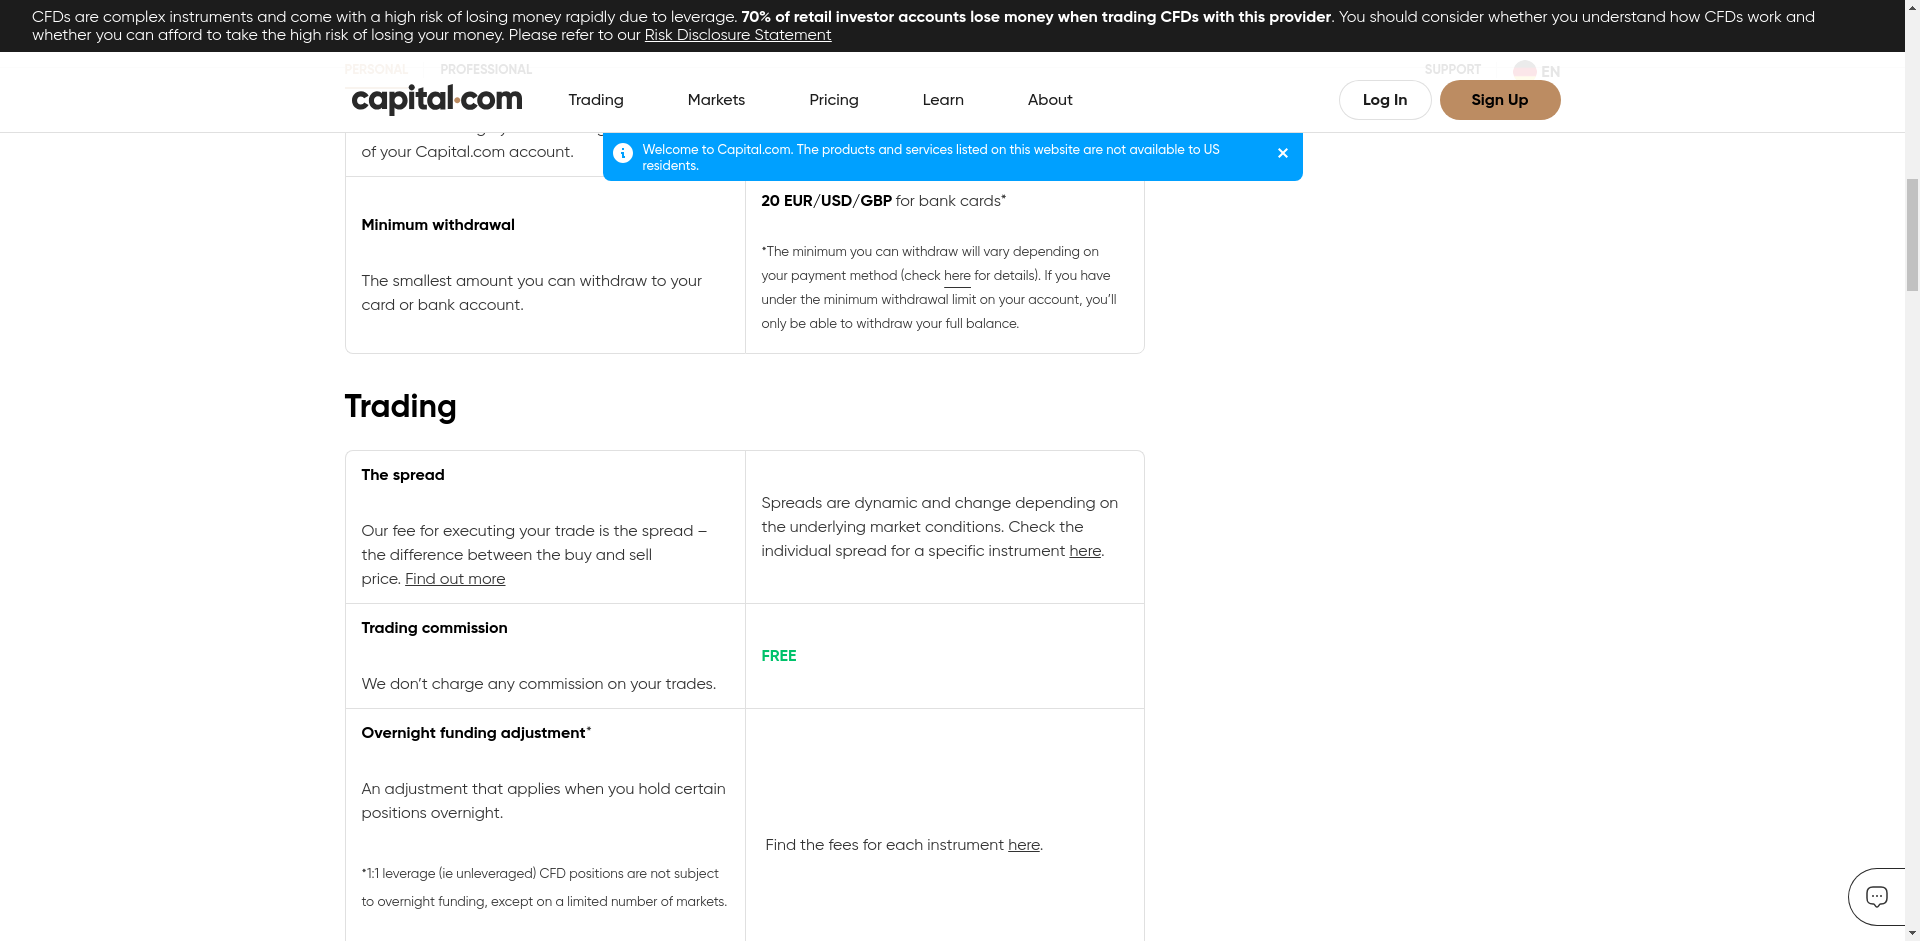 CFDs are complex instruments and come with a high risk of losing money rapidly due to leverage. 70% of retail investor accounts lose money when trading CFDs with this provider. You should consider whether you understand how CFDs work and
whether you can afford to take the high risk of losing your money. Please refer to our Risk Disclosure Statement
PERSONAL PROFESSIONAL SUPPORT EN
capital.com Trading Markets Pricing Learn About Log In Sign Up
of your Capital.com account.
Welcome to Capital.com. The products and services listed on this website are not available to US
residents.
Minimum withdrawal
The smallest amount you can withdraw to your
card or bank account.
20 EUR/USD/GBP for bank cards*
*The minimum you can withdraw will vary depending on
your payment method (check here for details). If you have
under the minimum withdrawal limit on your account, you’ll
only be able to withdraw your full balance.
Trading
The spread
Our fee for executing your trade is the spread –
the difference between the buy and sell
price. Find out more
Spreads are dynamic and change depending on
the underlying market conditions. Check the
individual spread for a specific instrument here.
Trading commission
We don’t charge any commission on your trades.
FREE
Overnight funding adjustment*
An adjustment that applies when you hold certain
positions overnight.
*1:1 leverage (ie unleveraged) CFD positions are not subject
to overnight funding, except on a limited number of markets.
Find the fees for each instrument here.